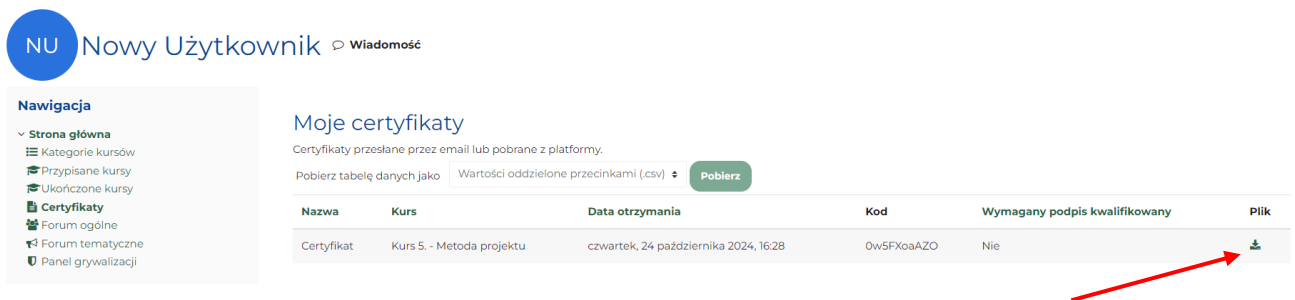 NU Nowy Użytkownik Wiadomość
Nawigacja
Strona główna
Kategorie kursów
Przypisane kursy
Ukończone kursy
Certyfikaty
Forum ogólne
Forum tematyczne
Panel grywalizacji
Moje certyfikaty
Certyfikaty przesłane przez email lub pobrane z platformy.
Pobierz tabelę danych jako Wartości oddzielone przecinkami (.csv) Pobierz
Nazwa Kurs Data otrzymania Kod Wymagany podpis kwalifikowany Plik
Certyfikat Kurs 5. - Metoda projektu czwartek, 24 października 2024, 16:28 0w5FXoaAZO Nie